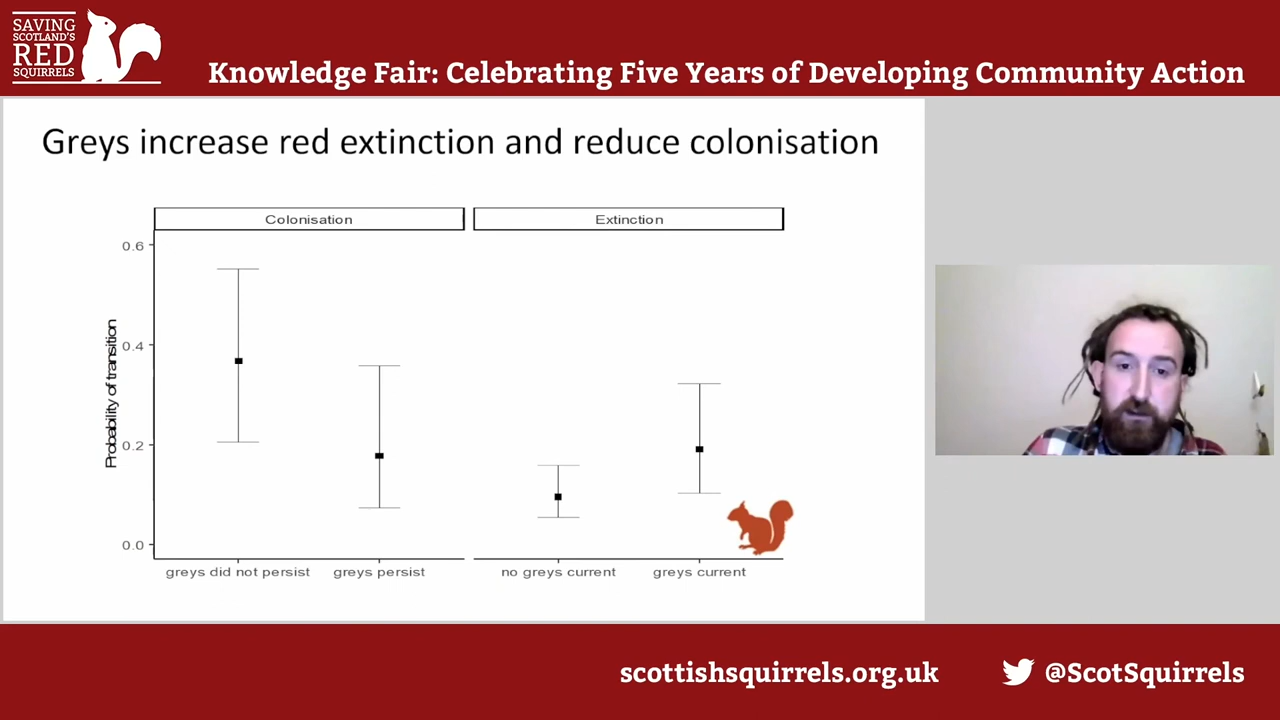 SAVING
SCOTLAND'S
RED
SQUIRRELS
Knowledge Fair: Celebrating Five Years of Developing Community Action
Greys increase red extinction and reduce colonisation
Colonisation
Extinction
0.6
0.4
0.2
0.0
Probability of transition
greys did not persist
greys persist
no greys current
greys current
scottishsquirrels.org.uk
@ScotSquirrels